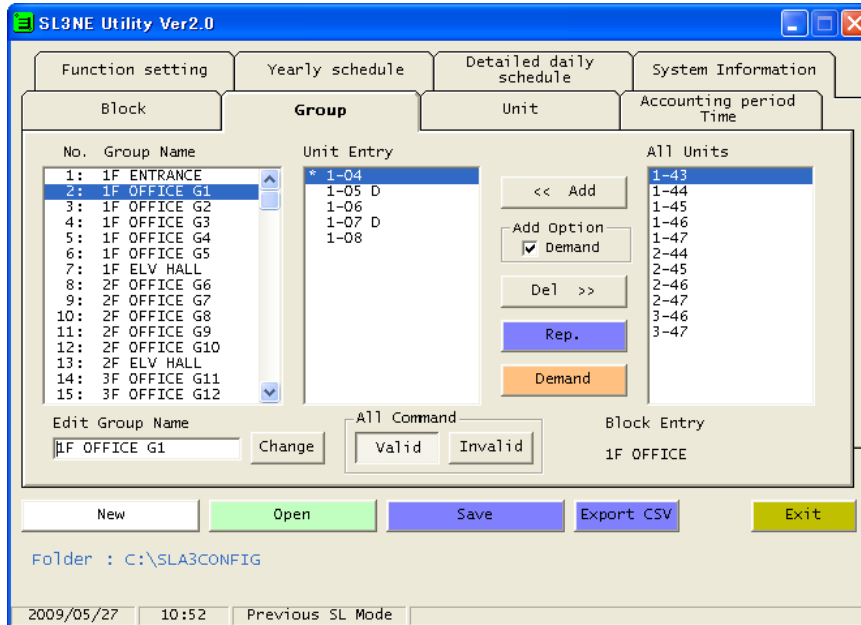 SL3NE Utility Ver2.0
Function setting
Yearly schedule
Detailed daily
schedule
System Information
Block
Group
Unit
Accounting period
Time
No. Group Name
1: 1F ENTRANCE
2: 1F OFFICE G1
3: 1F OFFICE G2
4: 1F OFFICE G3
5: 1F OFFICE G4
6: 1F OFFICE G5
7: 1F ELV HALL
8: 2F OFFICE G6
9: 2F OFFICE G7
10: 2F OFFICE G8
11: 2F OFFICE G9
12: 2F OFFICE G10
13: 2F ELV HALL
14: 3F OFFICE G11
15: 3F OFFICE G12
Unit Entry
* 1-04
1-05 D
1-06
1-07 D
1-08
<< Add
Add Option
Demand
Del >>
Rep.
Demand
All Units
1-43
1-44
1-45
1-46
1-47
2-44
2-45
2-46
2-47
3-46
3-47
Edit Group Name
1F OFFICE G1
Change
All Command
Valid
Invalid
Block Entry
1F OFFICE
New
Open
Save
Export CSV
Exit
Folder : C:\SLA3CONFIG
2009/05/27
10:52
Previous SL Mode